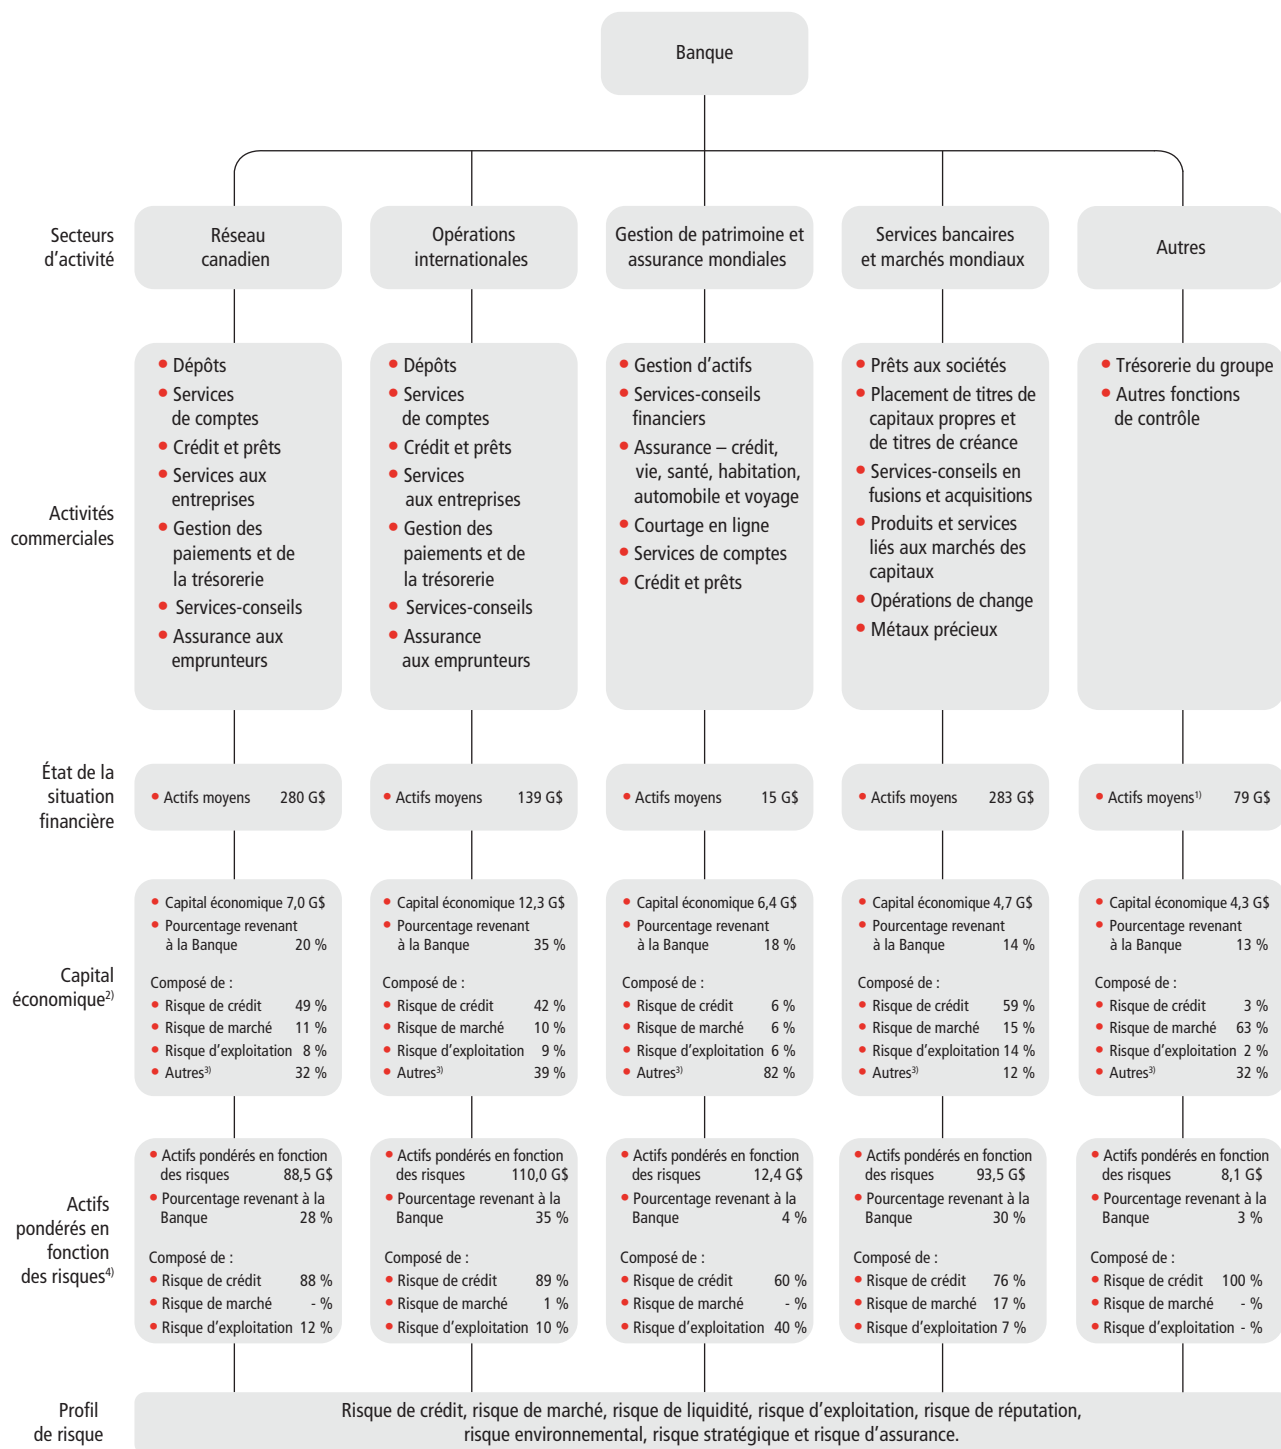 Banque
Secteurs
d'activité
Réseau
canadien
Opérations
internationales
Gestion de patrimoine et
assurance mondiales
Services bancaires
et marchés mondiaux
Autres
Activités
commerciales
• Dépôts
• Services
de comptes
• Crédit et prêts
• Services aux
entreprises
• Gestion des
paiements et de
la trésorerie
• Services-conseils
• Assurance aux
emprunteurs
• Dépôts
• Services
de comptes
• Crédit et prêts
• Services
aux entreprises
• Gestion des
paiements et de
la trésorerie
• Services-conseils
• Assurance
aux emprunteurs
• Gestion d'actifs
• Services-conseils
financiers
• Assurance – crédit,
vie, santé, habitation,
automobile et voyage
• Courtage en ligne
• Services de comptes
• Crédit et prêts
• Prêts aux sociétés
• Placement de titres de
capitaux propres et
de titres de créance
• Services-conseils en
fusions et acquisitions
• Produits et services
liés aux marchés des
capitaux
• Opérations de change
• Métaux précieux
• Trésorerie du groupe
• Autres fonctions
de contrôle
État de la
situation
financière
• Actifs moyens 280 G$
• Actifs moyens 139 G$
• Actifs moyens 15 G$
• Actifs moyens 283 G$
• Actifs moyens1) 79 G$
Capital
économique2)
• Capital économique 7,0 G$
• Pourcentage revenant
à la Banque 20 %
Composé de :
• Risque de crédit 49 %
• Risque de marché 11 %
• Risque d'exploitation 8 %
• Autres3) 32 %
• Capital économique 12,3 G$
• Pourcentage revenant
à la Banque 35 %
Composé de :
• Risque de crédit 42 %
• Risque de marché 10 %
• Risque d'exploitation 9 %
• Autres3) 39 %
• Capital économique 6,4 G$
• Pourcentage revenant
à la Banque 18 %
Composé de :
• Risque de crédit 6 %
• Risque de marché 6 %
• Risque d'exploitation 6 %
• Autres3) 82 %
• Capital économique 4,7 G$
• Pourcentage revenant
à la Banque 14 %
Composé de :
• Risque de crédit 59 %
• Risque de marché 15 %
• Risque d'exploitation 14 %
• Autres3) 12 %
• Capital économique 4,3 G$
• Pourcentage revenant
à la Banque 13 %
Composé de :
• Risque de crédit 3 %
• Risque de marché 63 %
• Risque d'exploitation 2 %
• Autres3) 32 %
Actifs
pondérés en
fonction
des risques4)
• Actifs pondérés en fonction
des risques 88,5 G$
• Pourcentage revenant à la
Banque 28 %
Composé de :
• Risque de crédit 88 %
• Risque de marché - %
• Risque d'exploitation 12 %
• Actifs pondérés en fonction
des risques 110,0 G$
• Pourcentage revenant à la
Banque 35 %
Composé de :
• Risque de crédit 89 %
• Risque de marché 1 %
• Risque d'exploitation 10 %
• Actifs pondérés en fonction
des risques 12,4 G$
• Pourcentage revenant à la
Banque 4 %
Composé de :
• Risque de crédit 60 %
• Risque de marché - %
• Risque d'exploitation 40 %
• Actifs pondérés en fonction
des risques 93,5 G$
• Pourcentage revenant à la
Banque 30 %
Composé de :
• Risque de crédit 76 %
• Risque de marché 17 %
• Risque d'exploitation 7 %
• Actifs pondérés en fonction
des risques 8,1 G$
• Pourcentage revenant à la
Banque 3 %
Composé de :
• Risque de crédit 100 %
• Risque de marché - %
• Risque d'exploitation - %
Profil
de risque
Risque de crédit, risque de marché, risque de liquidité, risque d'exploitation, risque de réputation,
risque environnemental, risque stratégique et risque d'assurance.